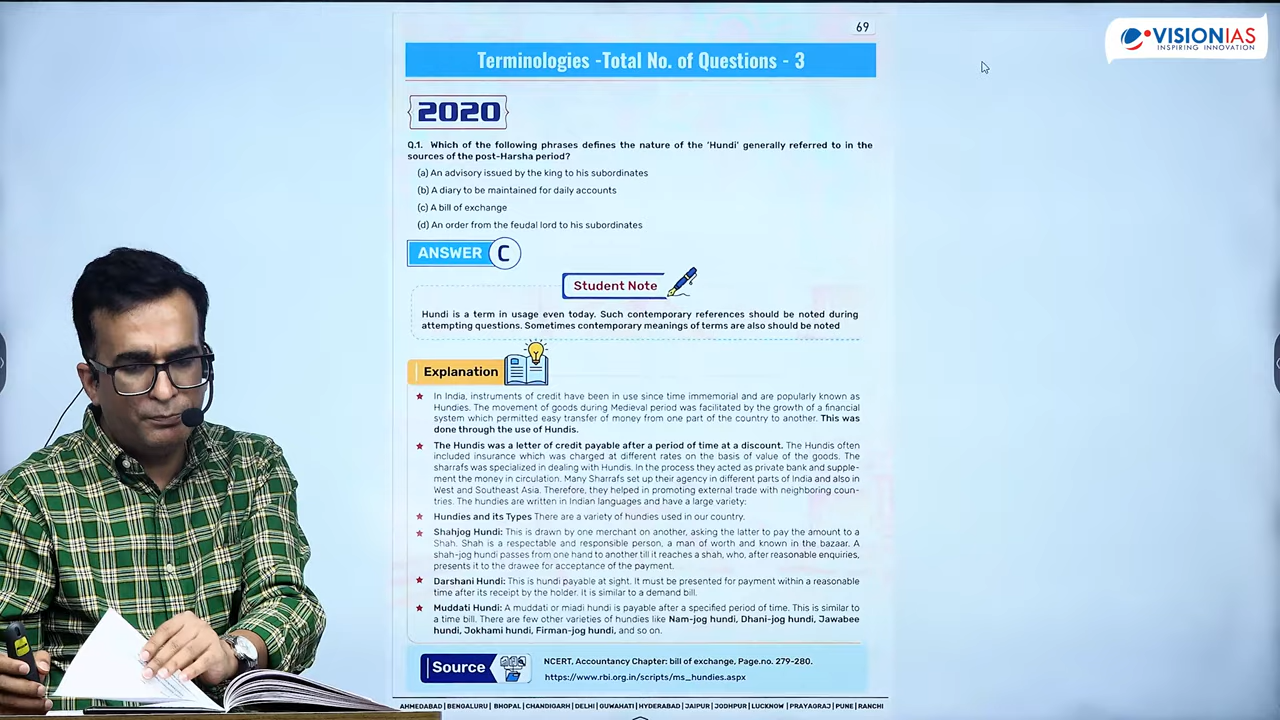 69
VISIONIAS
INSPIRING INNOVATION
Terminologies -Total No. of Questions - 3
2020
Q.1. Which of the following phrases defines the nature of the 'Hundi' generally referred to in the
sources of the post-Harsha period?
(a) An advisory issued by the king to his subordinates
(b) A diary to be maintained for daily accounts
(c) A bill of exchange
(d) An order from the feudal lord to his subordinates
ANSWER C
Student Note
Hundi is a term in usage even today. Such contemporary references should be noted during
attempting questions. Sometimes contemporary meanings of terms are also should be noted
Explanation
★ In India, instruments of credit have been in use since time immemorial and are popularly known as
Hundies. The movement of goods during Medieval period was facilitated by the growth of a financial
system which permitted easy transfer of money from one part of the country to another. This was
done through the use of Hundis.
★ The Hundis was a letter of credit payable after a period of time at a discount. The Hundis often
included insurance which was charged at different rates on the basis of value of the goods. The
sharrafs was specialized in dealing with Hundis. In the process they acted as private bank and supple-
ment the money in circulation. Many Sharrafs set up their agency in different parts of India and also in
West and Southeast Asia. Therefore, they helped in promoting external trade with neighboring coun-
tries. The hundies are written in Indian languages and have a large variety:
★ Hundies and its Types There are a variety of hundies used in our country.
★ Shahjog Hundi: This is drawn by one merchant on another, asking the latter to pay the amount to a
Shah. Shah is a respectable and responsible person, a man of worth and known in the bazaar. A
shah-jog hundi passes from one hand to another till it reaches a shah, who, after reasonable enquiries,
presents it to the drawee for acceptance of the payment.
★ Darshani Hundi: This is hundi payable at sight. It must be presented for payment within a reasonable
time after its receipt by the holder. It is similar to a demand bill.
★ Muddati Hundi: A muddati or miadi hundi is payable after a specified period of time. This is similar to
a time bill. There are few other varieties of hundies like Nam-jog hundi, Dhani-jog hundi, Jawabee
hundi, Jokhami hundi, Firman-jog hundi, and so on.
Source
NCERT, Accountancy Chapter: bill of exchange, Page.no. 279-280.
https://www.rbi.org.in/scripts/ms_hundies.aspx
AHMEDABAD | BENGALURU | BHOPAL | CHANDIGARH | DELHI | GUWAHATI | HYDERABAD | JAIPUR | JODHPUR | LUCKNOW | PRAYAGRAJ | PUNE | RANCHI